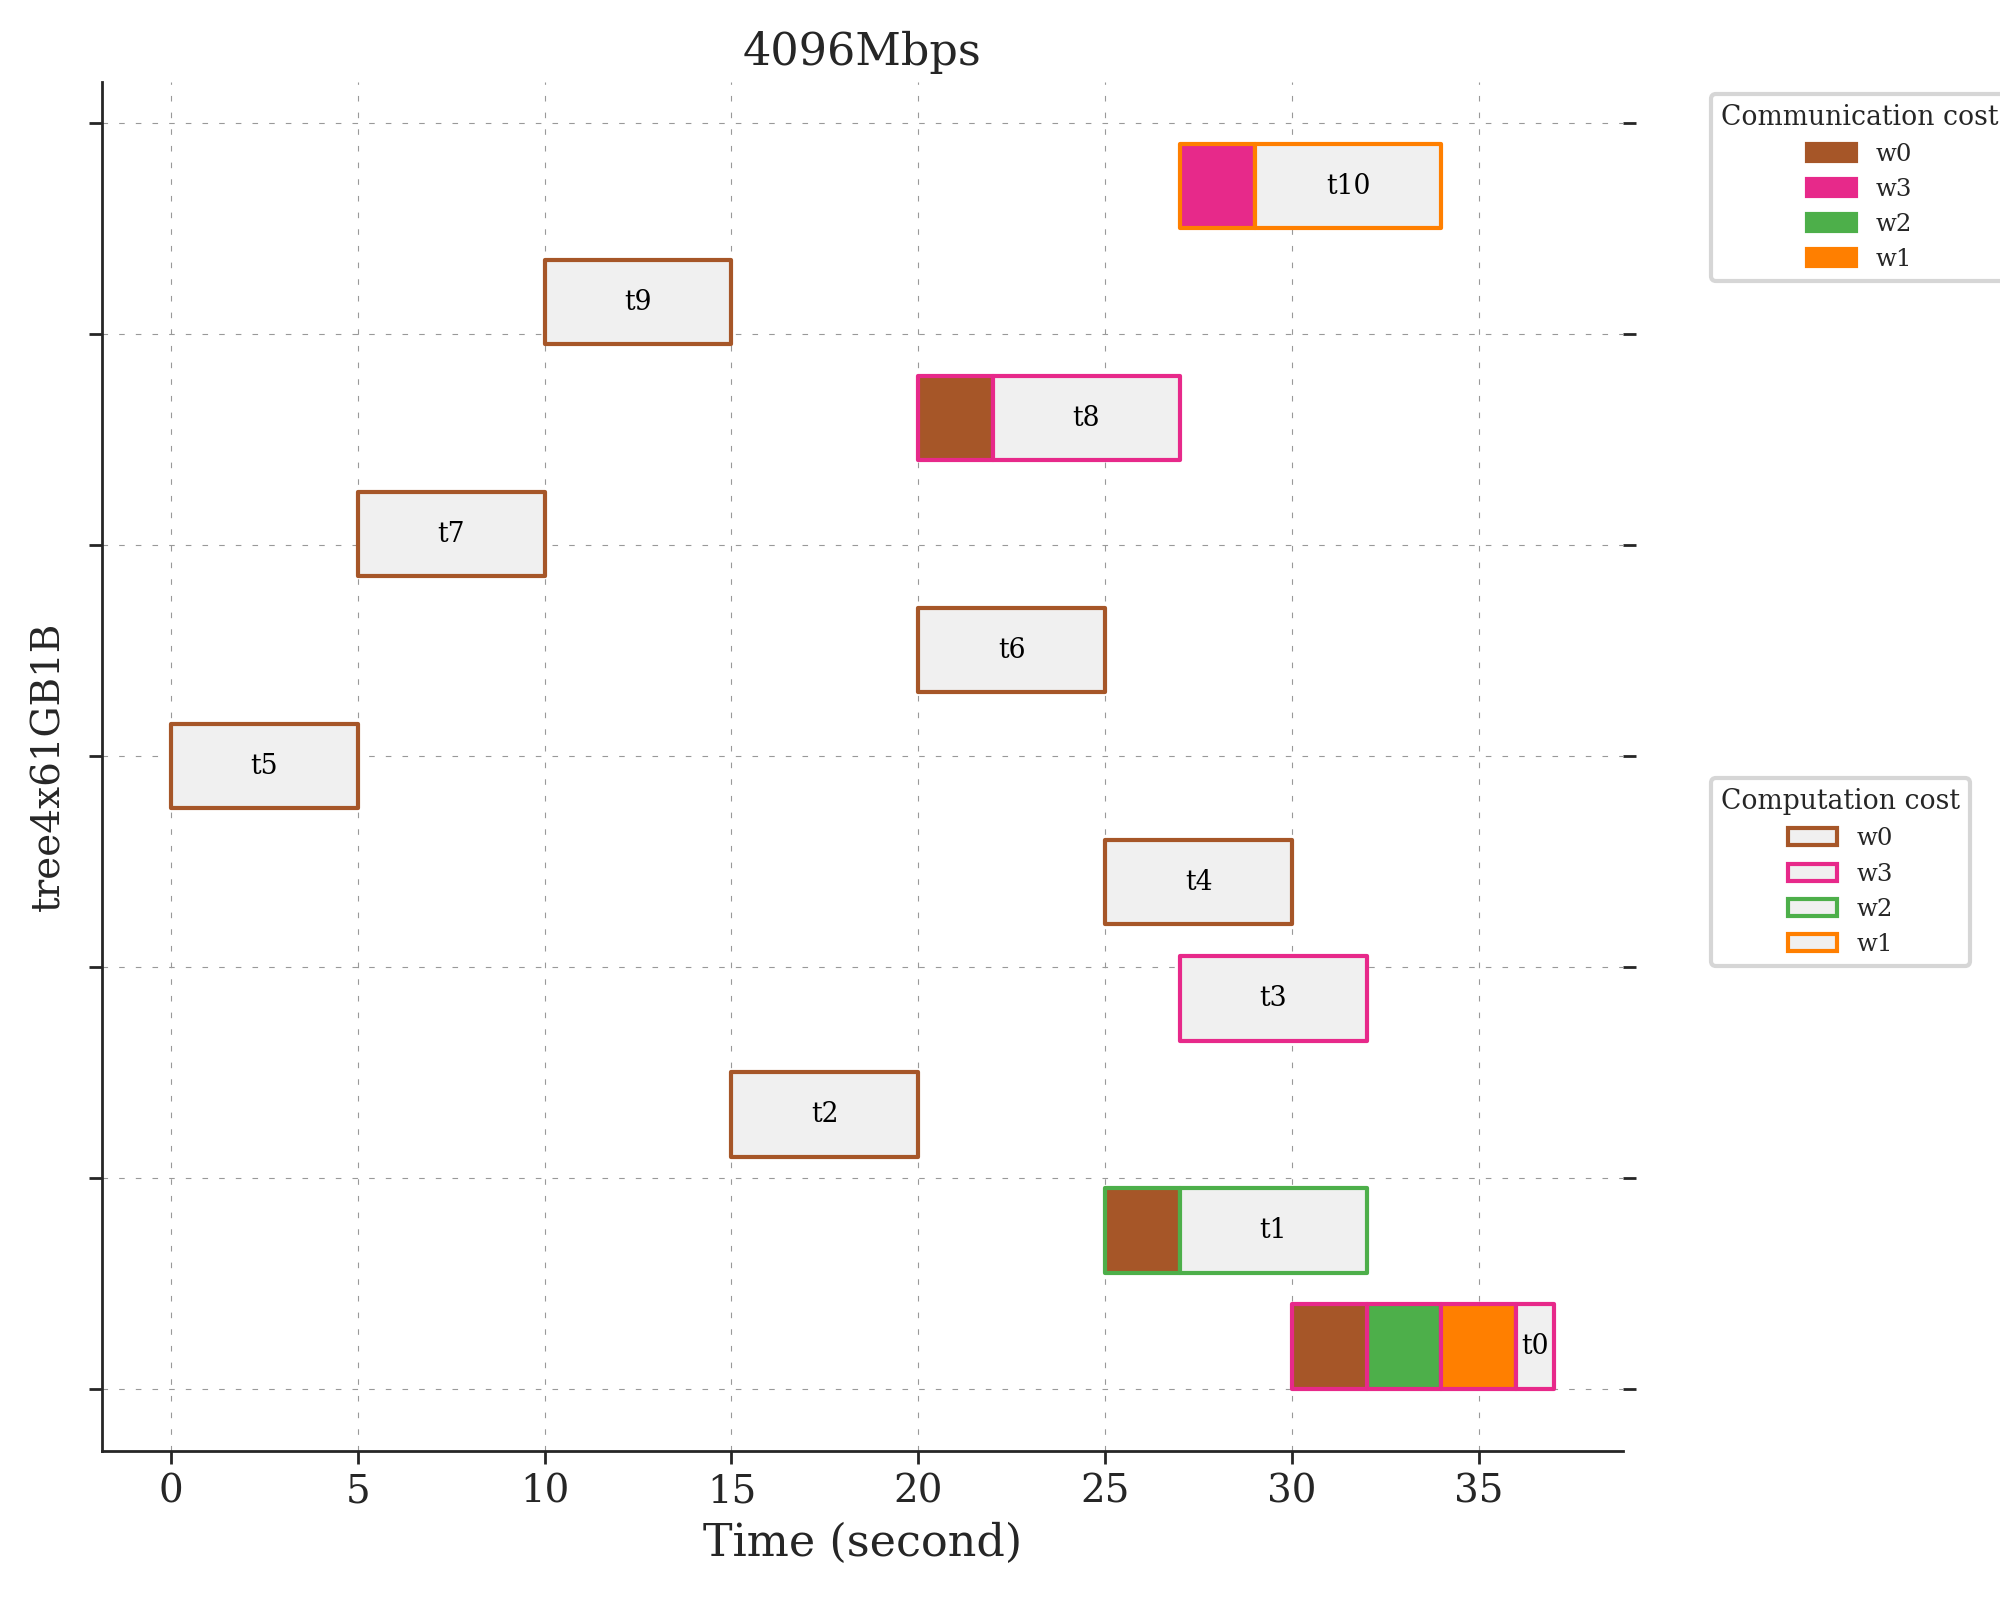 4096Mbps
Communication cost
w0
w3
w2
w1
t10
t9
t8
t7
t6
t5
t4
t3
t2
t1
t0
tree4x61GB1B
Computation cost
w0
w3
w2
w1
0 5 10 15 20 25 30 35
Time (second)